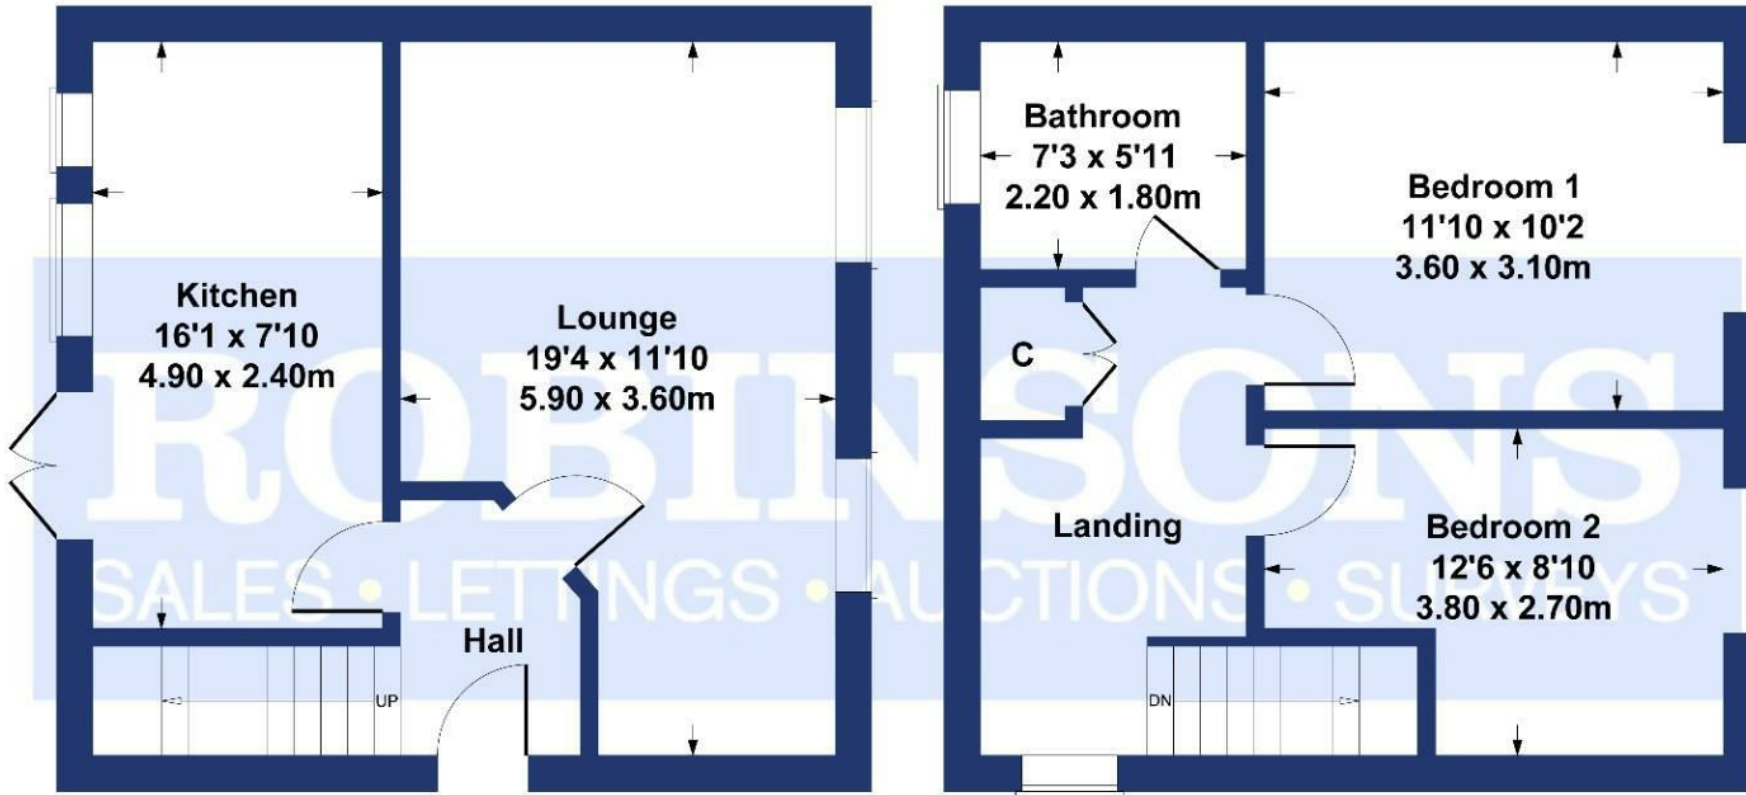 Kitchen
16'1 x 7'10
4.90 x 2.40m
Lounge
19'4 x 11'10
5.90 x 3.60m
Hall
UP
Bathroom
7'3 x 5'11
2.20 x 1.80m
Bedroom 1
11'10 x 10'2
3.60 x 3.10m
C
Landing
Bedroom 2
12'6 x 8'10
3.80 x 2.70m
DN
ROBINSONS
SALES • LETTINGS • AUCTIONS • SURVEYS